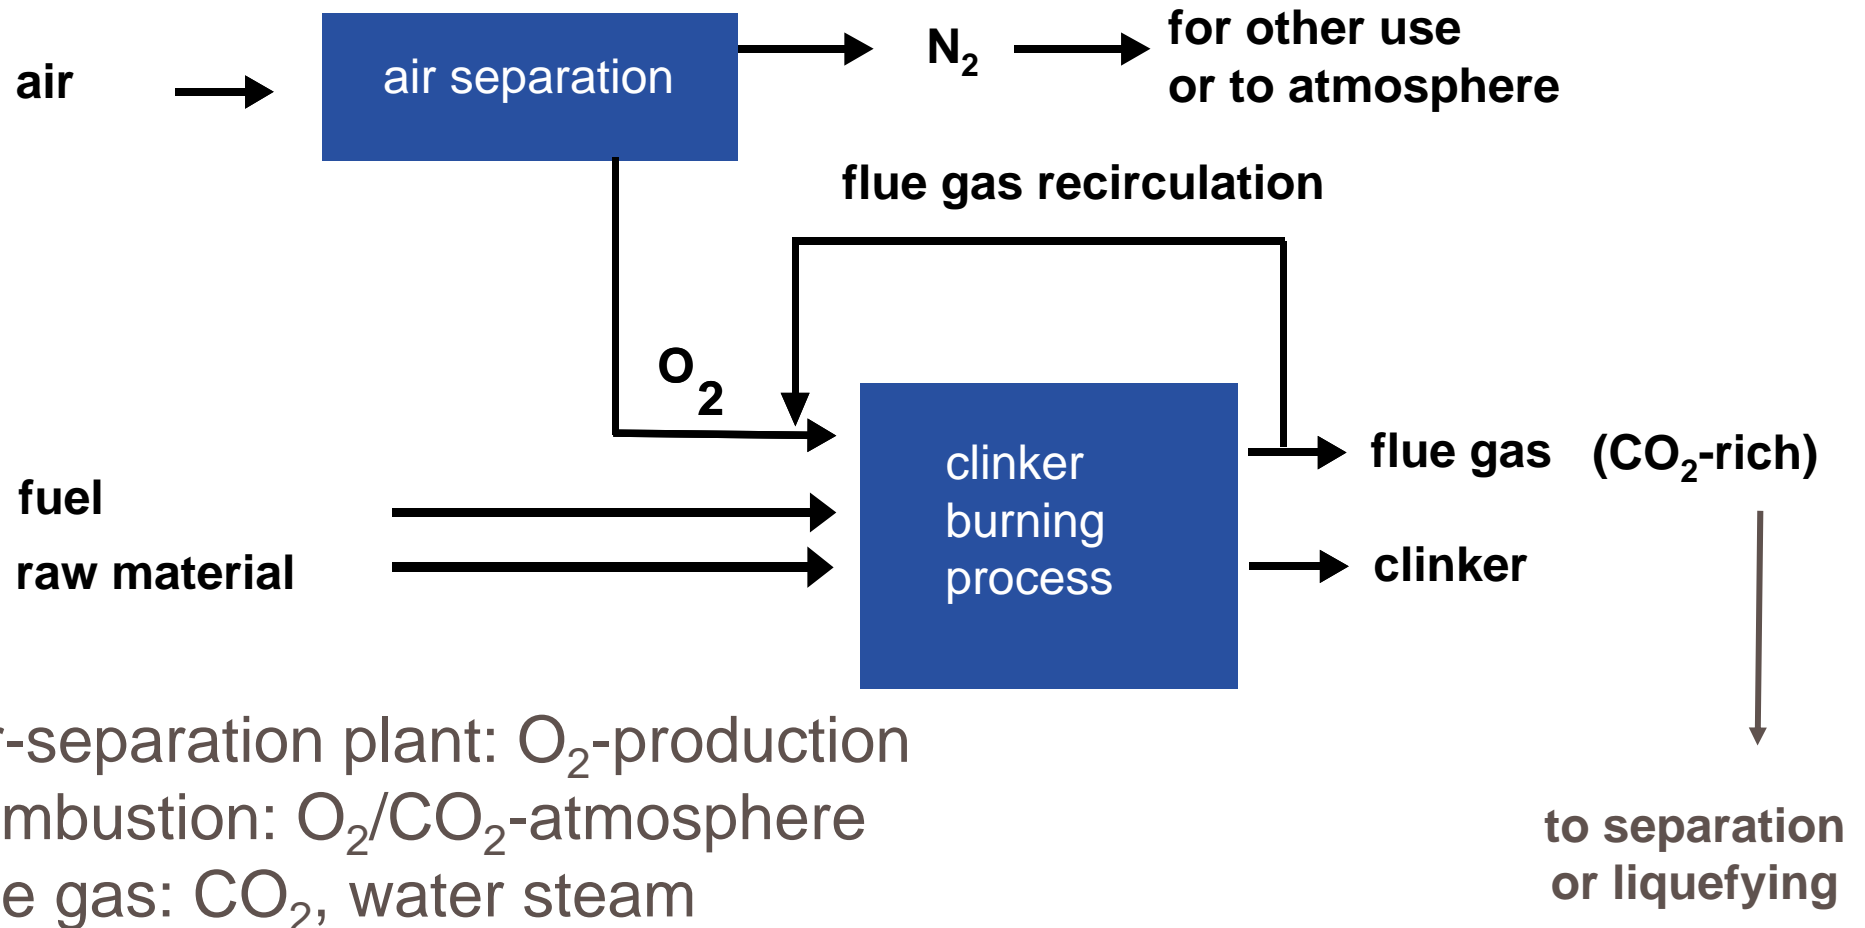 air
air separation
N₂
for other use
or to atmosphere
flue gas recirculation
O₂
clinker
burning
process
fuel
raw material
flue gas (CO₂-rich)
clinker
r-separation plant: O₂-production
mbustion: O₂/CO₂-atmosphere
e gas: CO₂, water steam
to separation
or liquefying